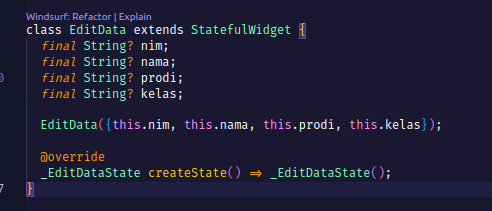 Windsurf: Refactor | Explain
class EditData extends StatefulWidget {
final String? nim;
final String? nama;
final String? prodi;
final String? kelas;
EditData({this.nim, this.nama, this.prodi, this.kelas});
@override
_EditDataState createState() => _EditDataState();
}